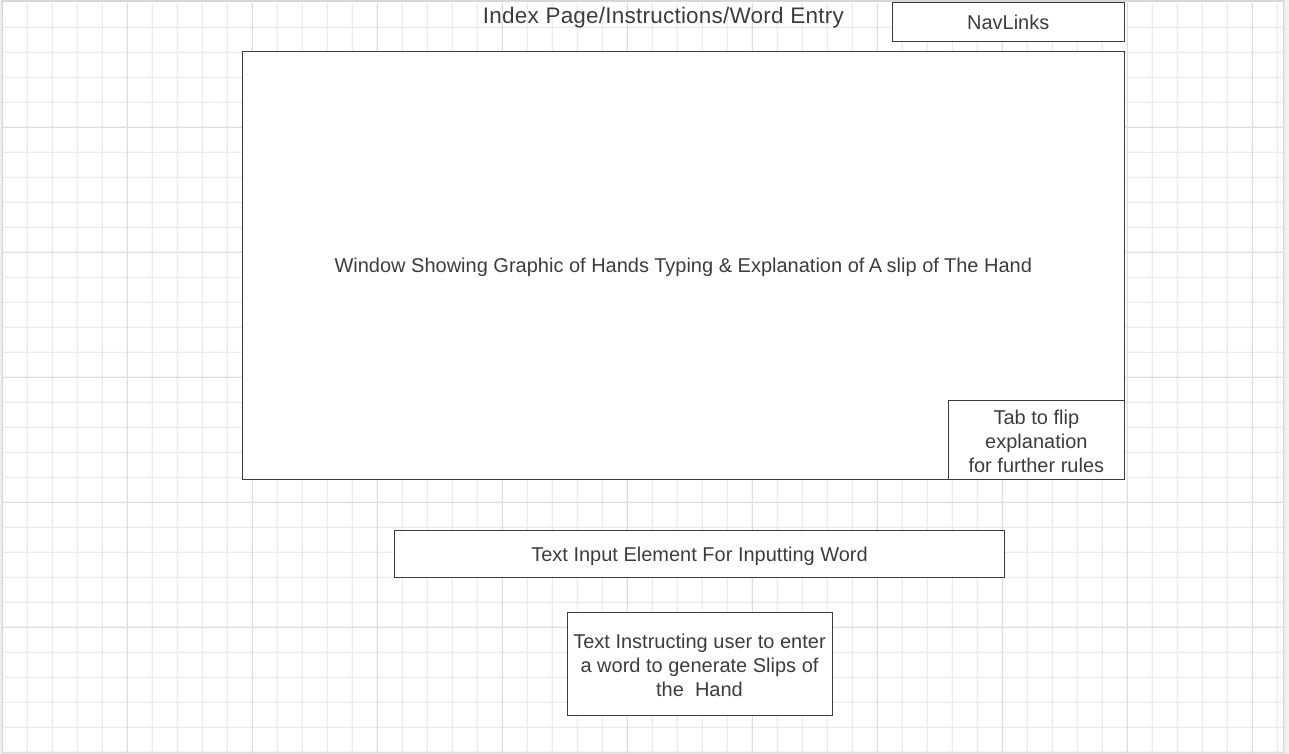 Index Page/Instructions/Word Entry
NavLinks
Window Showing Graphic of Hands Typing & Explanation of A slip of The Hand
Tab to flip
explanation
for further rules
Text Input Element For Inputting Word
Text Instructing user to enter
a word to generate Slips of
the  Hand